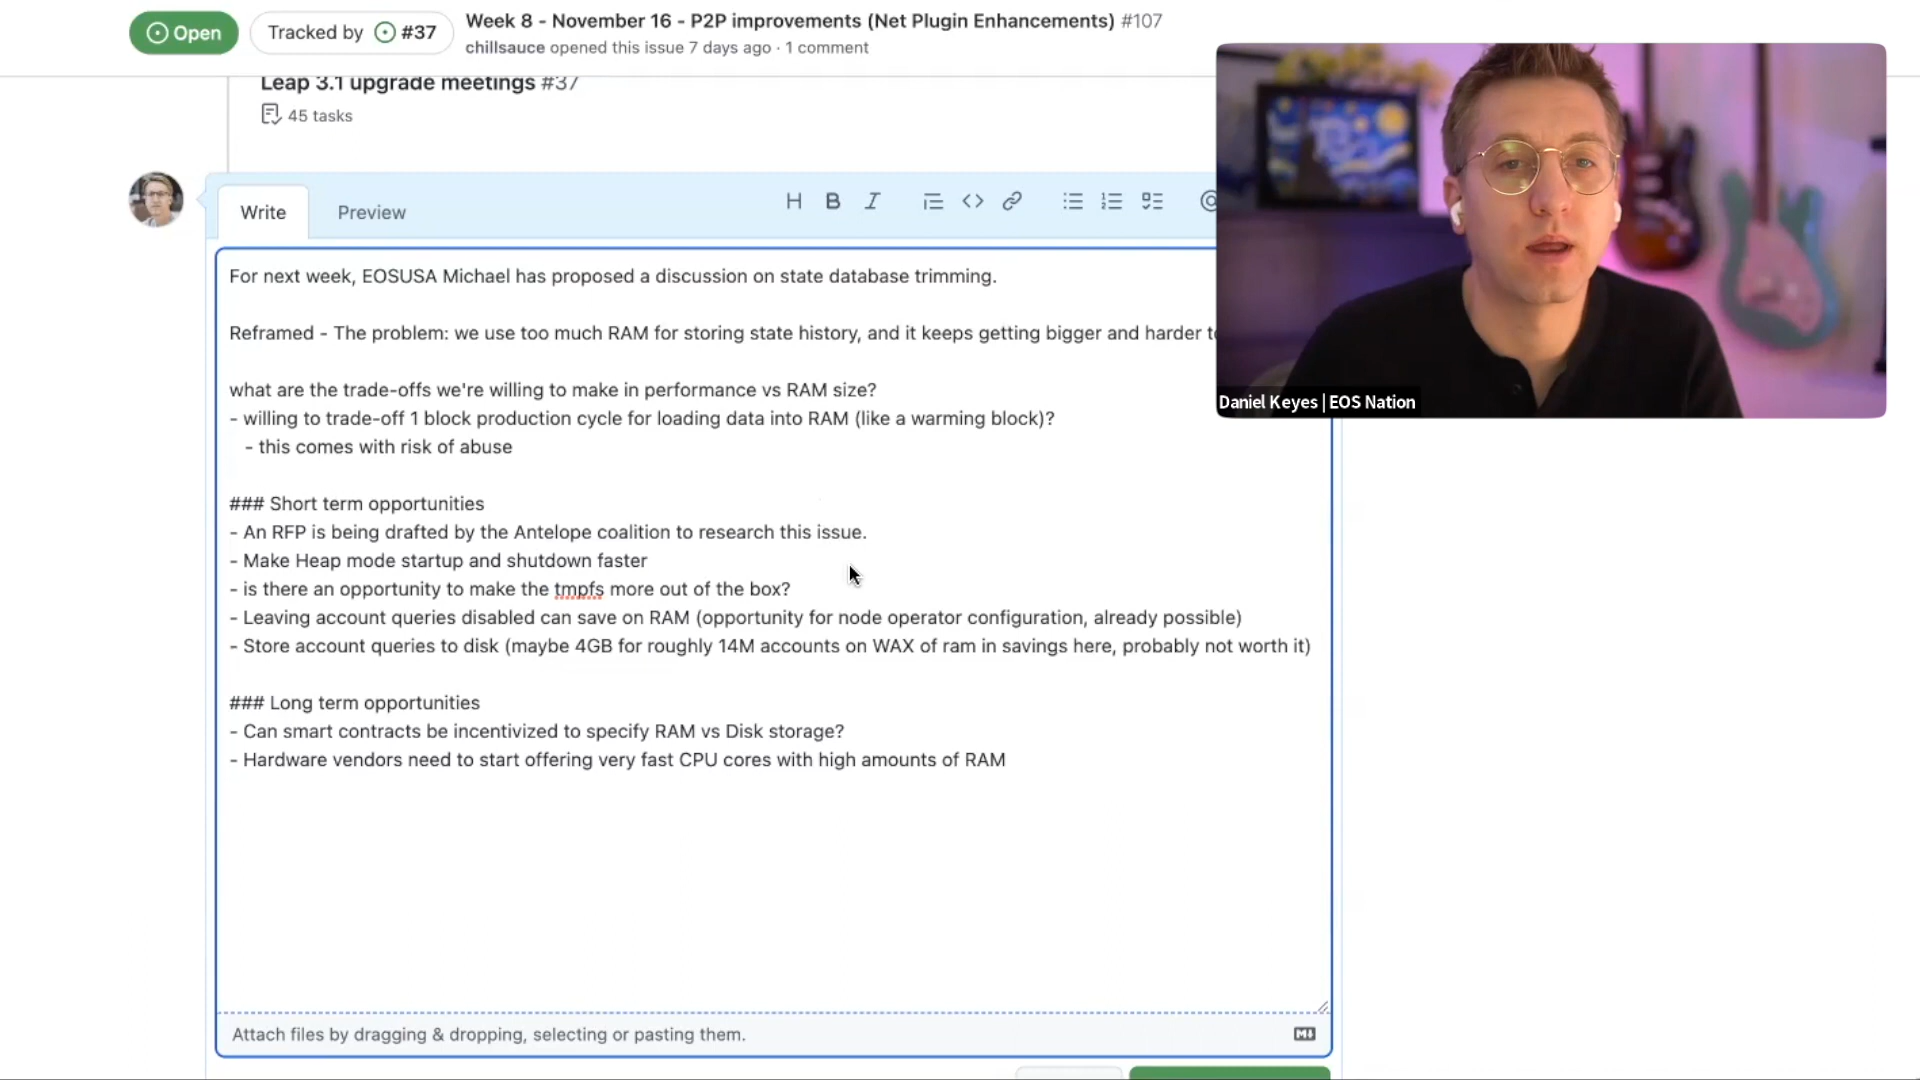 Open
Tracked by #37
Week 8 - November 16 - P2P improvements (Net Plugin Enhancements) #107
chillsauce opened this issue 7 days ago · 1 comment
Leap 3.1 upgrade meetings #37
45 tasks
Write
Preview
For next week, EOSUSA Michael has proposed a discussion on state database trimming.
Reframed - The problem: we use too much RAM for storing state history, and it keeps getting bigger and harder
what are the trade-offs we're willing to make in performance vs RAM size?
- willing to trade-off 1 block production cycle for loading data into RAM (like a warming block)?
- this comes with risk of abuse
### Short term opportunities
- An RFP is being drafted by the Antelope coalition to research this issue.
- Make Heap mode startup and shutdown faster
- is there an opportunity to make the tmpfs more out of the box?
- Leaving account queries disabled can save on RAM (opportunity for node operator configuration, already possible)
- Store account queries to disk (maybe 4GB for roughly 14M accounts on WAX of ram in savings here, probably not worth it)
### Long term opportunities
- Can smart contracts be incentivized to specify RAM vs Disk storage?
- Hardware vendors need to start offering very fast CPU cores with high amounts of RAM
Attach files by dragging & dropping, selecting or pasting them.
Daniel Keyes | EOS Nation